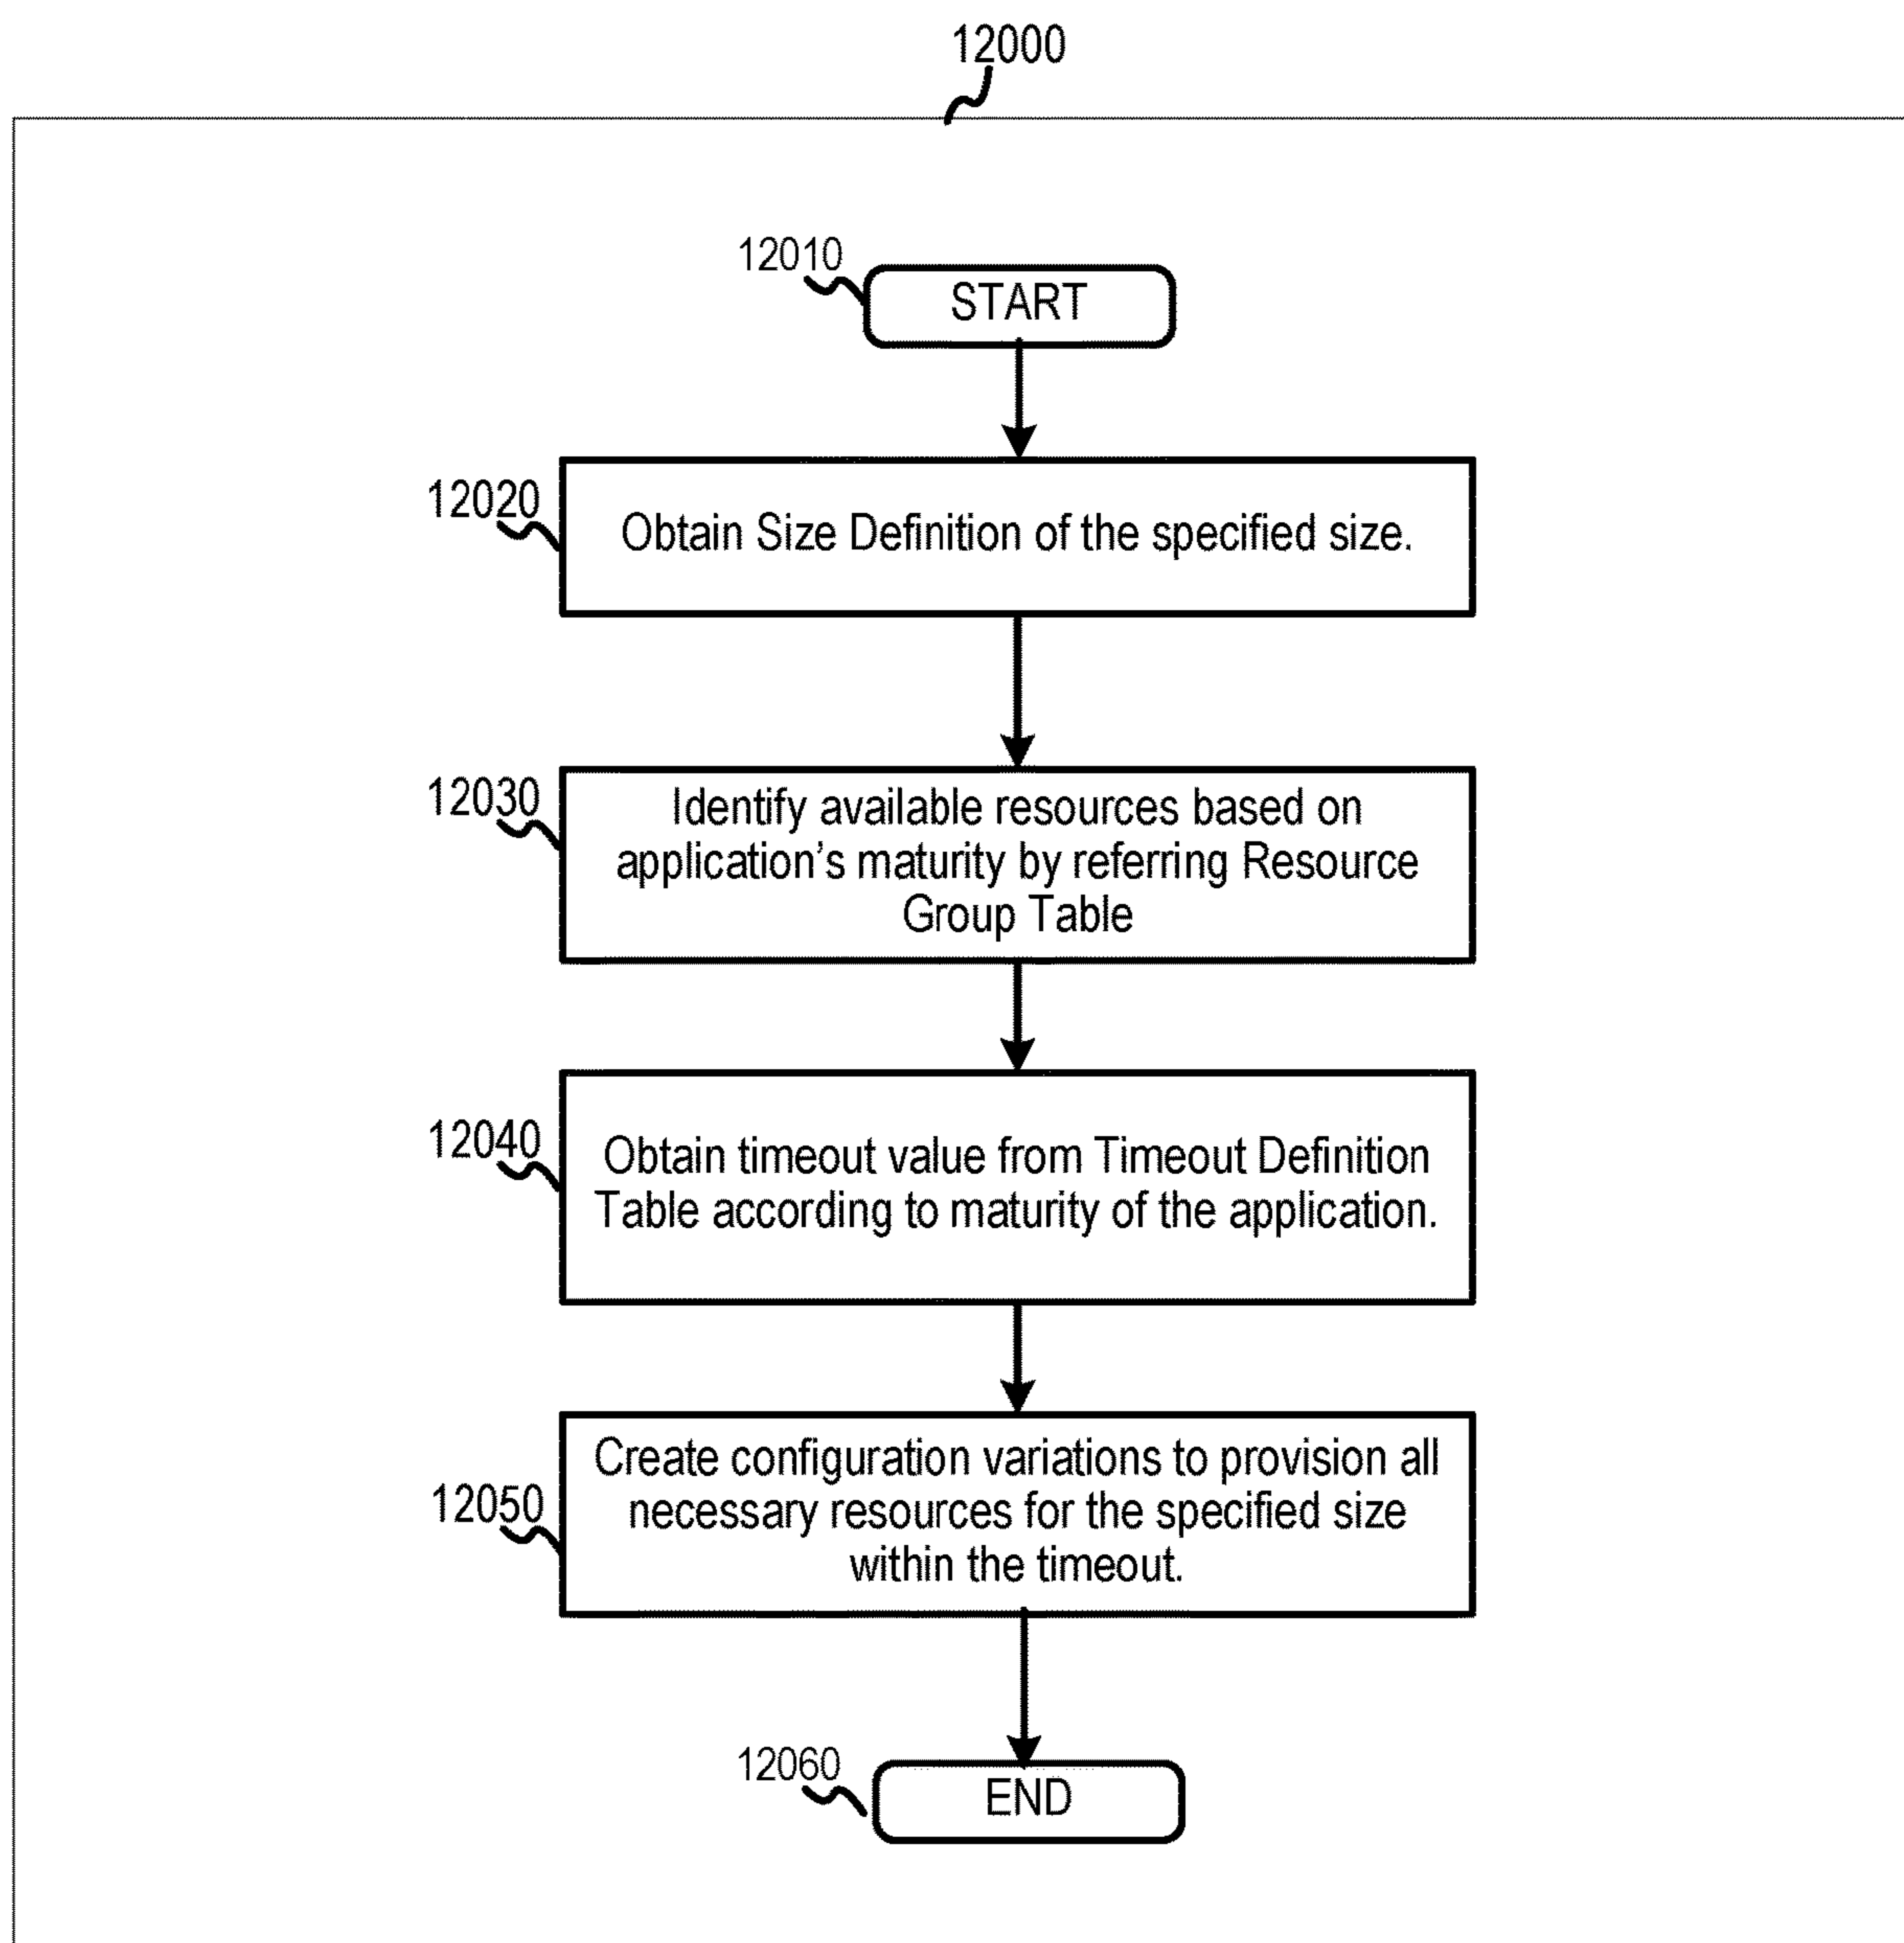 12000
12010
START
12020
Obtain Size Definition of the specified size.
12030
Identify available resources based on
application's maturity by referring Resource
Group Table
12040
Obtain timeout value from Timeout Definition
Table according to maturity of the application.
12050
Create configuration variations to provision all
necessary resources for the specified size
within the timeout.
12060
END